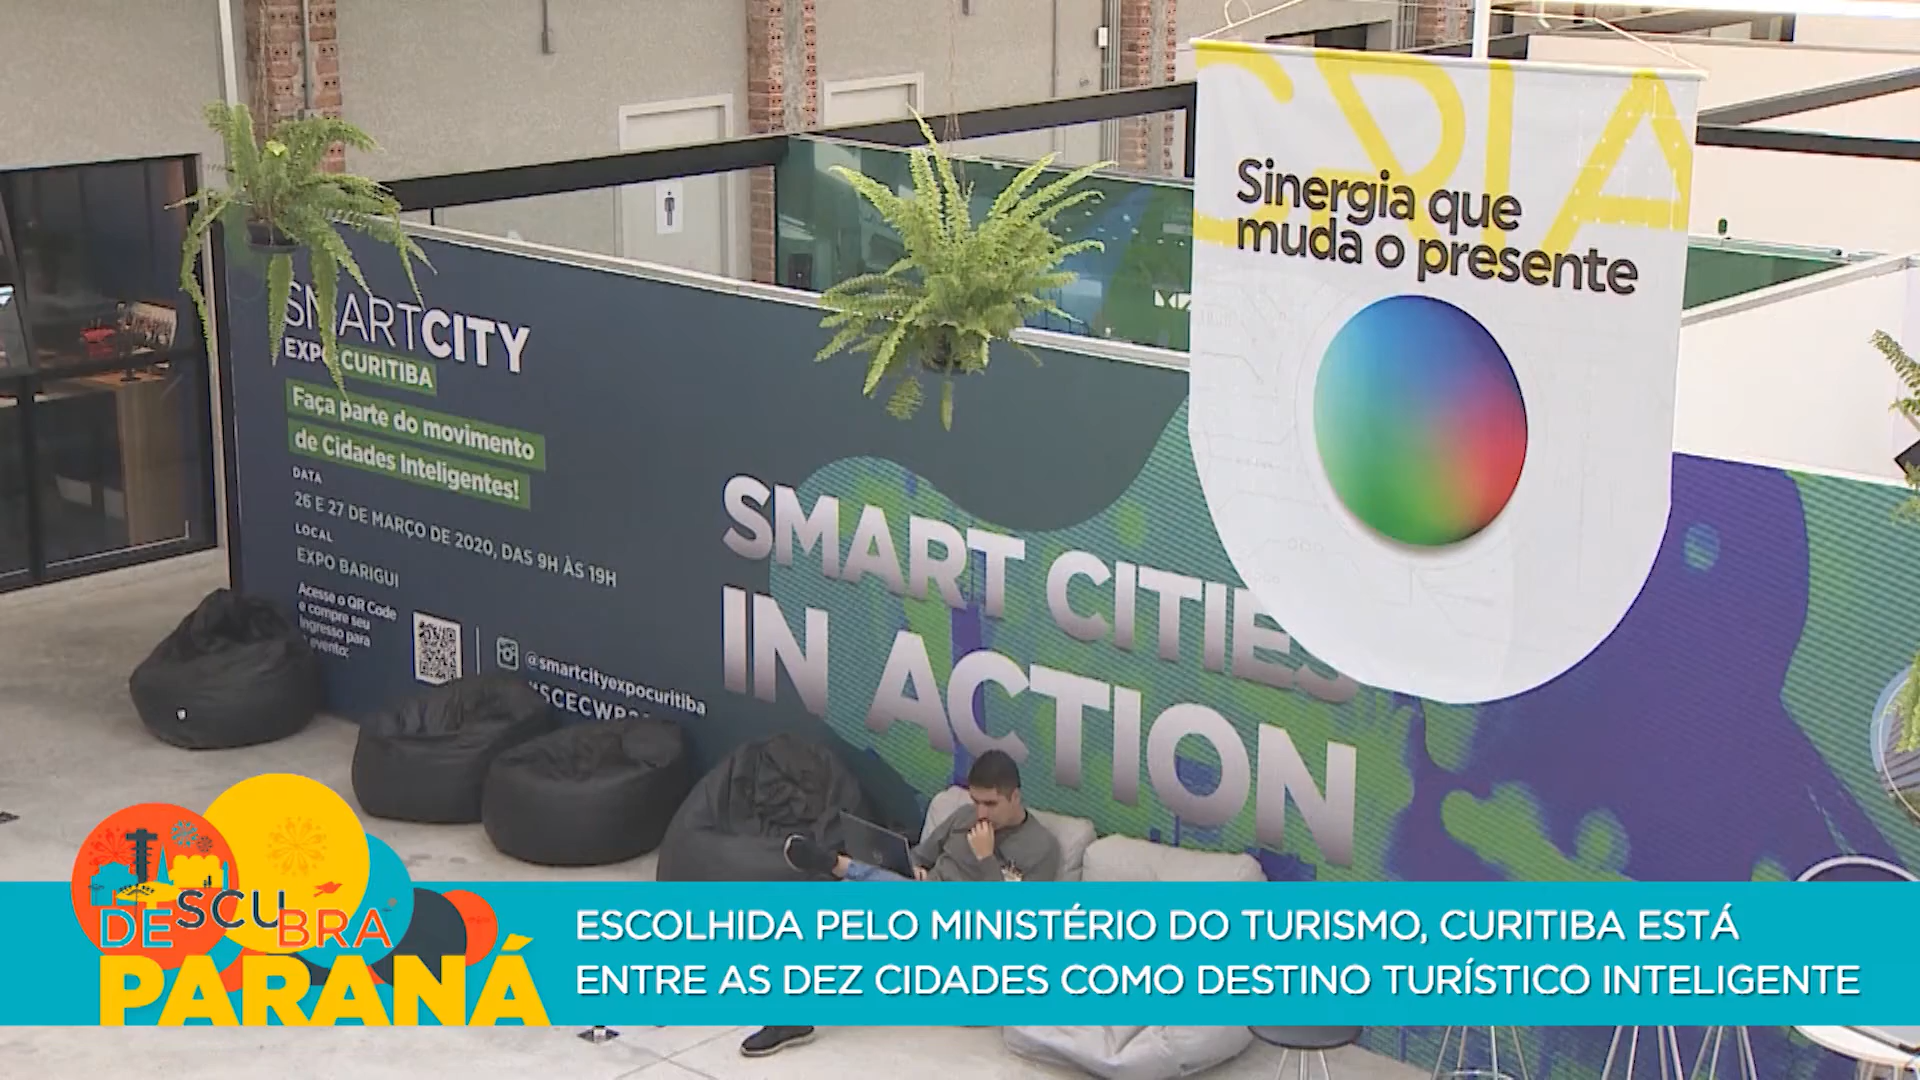 CRIA
Sinergia que
muda o presente
SMARTCITY
EXPO CURITIBA
Faça parte do movimento
de Cidades Inteligentes!
DATA
26 E 27 DE MARÇO DE 2020, DAS 9H ÀS 19H
LOCAL
EXPO BARIGUI
Acesse o QR Code
e compre seu
ingresso para
evento:
@smartcityexpocuritiba
SMART CITIES
IN ACTION
DESCUBRA
PARANÁ
ESCOLHIDA PELO MINISTÉRIO DO TURISMO, CURITIBA ESTÁ
ENTRE AS DEZ CIDADES COMO DESTINO TURÍSTICO INTELIGENTE